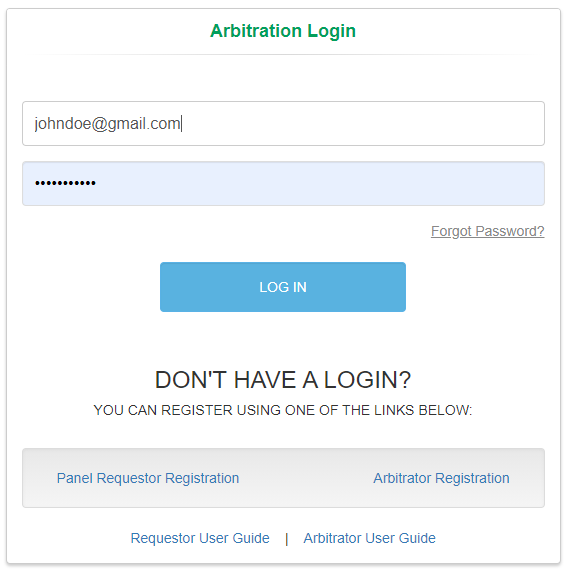 Arbitration Login
johndoe@gmail.com
•••••••••••
Forgot Password?
LOG IN
DON'T HAVE A LOGIN?
YOU CAN REGISTER USING ONE OF THE LINKS BELOW:
Panel Requestor Registration Arbitrator Registration
Requestor User Guide | Arbitrator User Guide